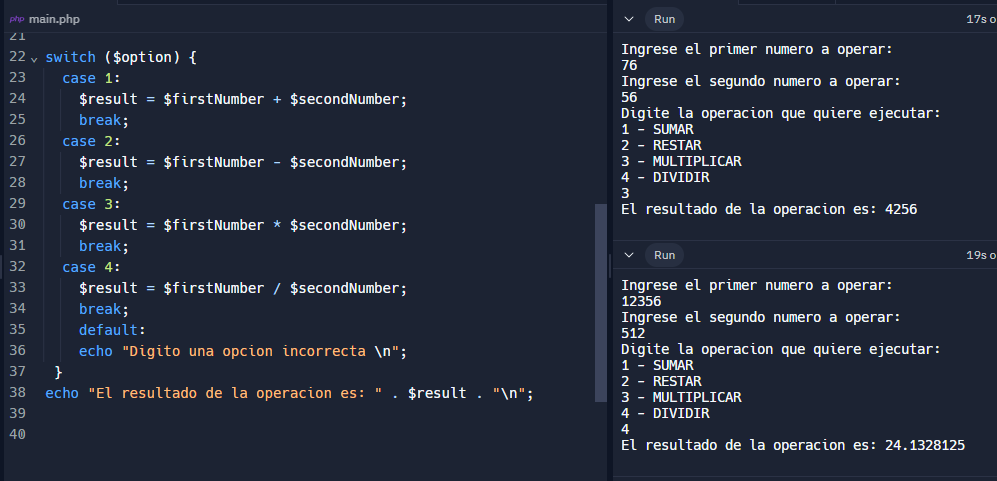 php main.php
21
22 switch ($option) {
23 case 1:
24 $result = $firstNumber + $secondNumber;
25 break;
26 case 2:
27 $result = $firstNumber - $secondNumber;
28 break;
29 case 3:
30 $result = $firstNumber * $secondNumber;
31 break;
32 case 4:
33 $result = $firstNumber / $secondNumber;
34 break;
35 default:
36 echo "Digito una opcion incorrecta \n";
37 }
38 echo "El resultado de la operacion es: " . $result . "\n";
39
40
Run 17s o
Ingrese el primer numero a operar:
76
Ingrese el segundo numero a operar:
56
Digite la operacion que quiere ejecutar:
1 - SUMAR
2 - RESTAR
3 - MULTIPLICAR
4 - DIVIDIR
3
El resultado de la operacion es: 4256
Run 19s o
Ingrese el primer numero a operar:
12356
Ingrese el segundo numero a operar:
512
Digite la operacion que quiere ejecutar:
1 - SUMAR
2 - RESTAR
3 - MULTIPLICAR
4 - DIVIDIR
4
El resultado de la operacion es: 24.1328125